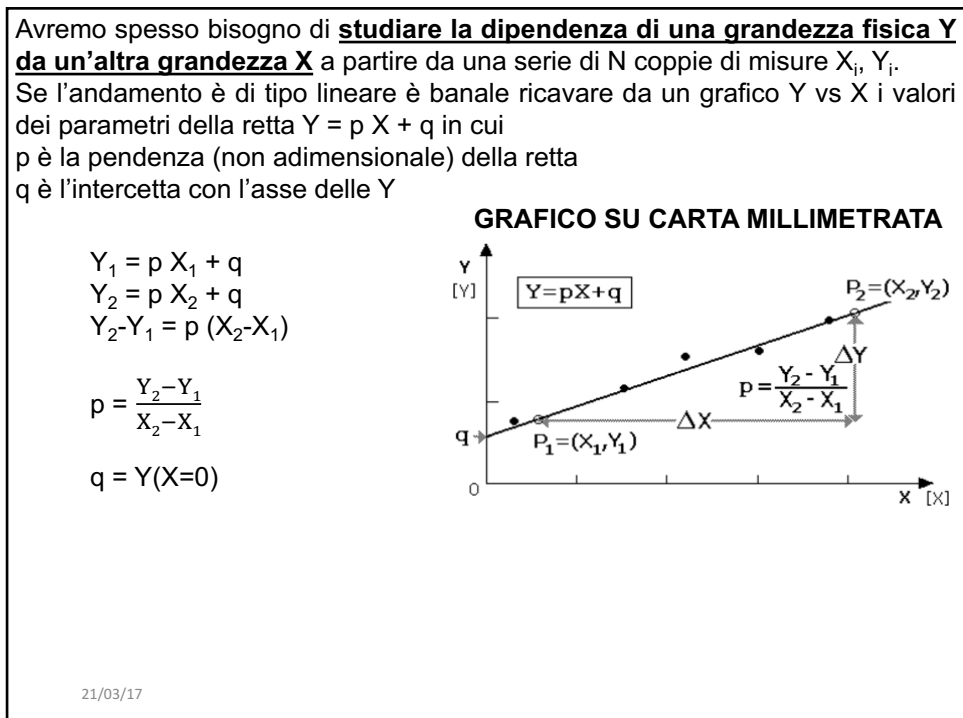 Avremo spesso bisogno di studiare la dipendenza di una grandezza fisica Y
da un’altra grandezza X a partire da una serie di N coppie di misure Xᵢ, Yᵢ.
Se l’andamento è di tipo lineare è banale ricavare da un grafico Y vs X i valori
dei parametri della retta Y = p X + q in cui
p è la pendenza (non adimensionale) della retta
q è l’intercetta con l’asse delle Y
GRAFICO SU CARTA MILLIMETRATA
Y₁ = p X₁ + q
Y₂ = p X₂ + q
Y₂-Y₁ = p (X₂-X₁)
p = (Y₂−Y₁)/(X₂−X₁)
q = Y(X=0)
Y
[Y]
Y=pX+q
P₂=(X₂,Y₂)
ΔY
p = (Y₂ - Y₁)/(X₂ - X₁)
ΔX
q
P₁=(X₁,Y₁)
0
X [X]
21/03/17